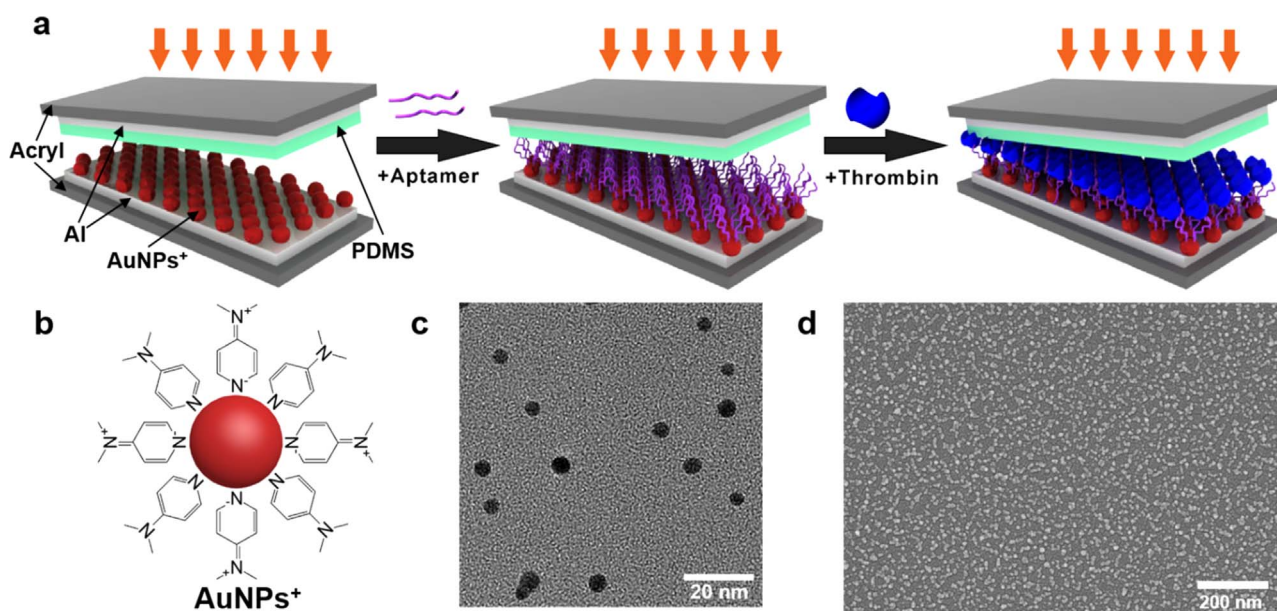 a
Acryl
Al
AuNPs⁺
PDMS
+Aptamer
+Thrombin
b
N⁺
N⁻
N
N
N
N
N⁺
N⁻
N⁻
N⁺
N
N
N
N
N⁻
N⁺
AuNPs⁺
c
20 nm
d
200 nm